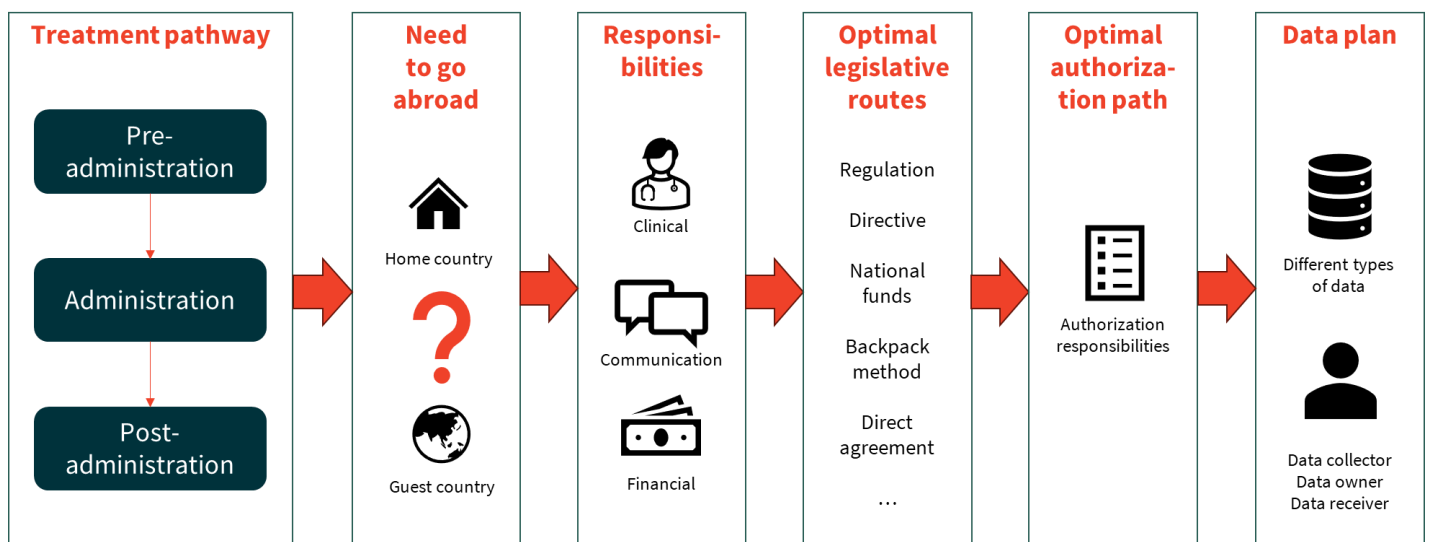 Treatment pathway
Pre-
administration
Administration
Post-
administration
Need
to go
abroad
Home country
?
Guest country
Responsi-
bilities
Clinical
Communication
Financial
Optimal
legislative
routes
Regulation
Directive
National
funds
Backpack
method
Direct
agreement
...
Optimal
authoriza-
tion path
Authorization
responsibilities
Data plan
Different types
of data
Data collector
Data owner
Data receiver